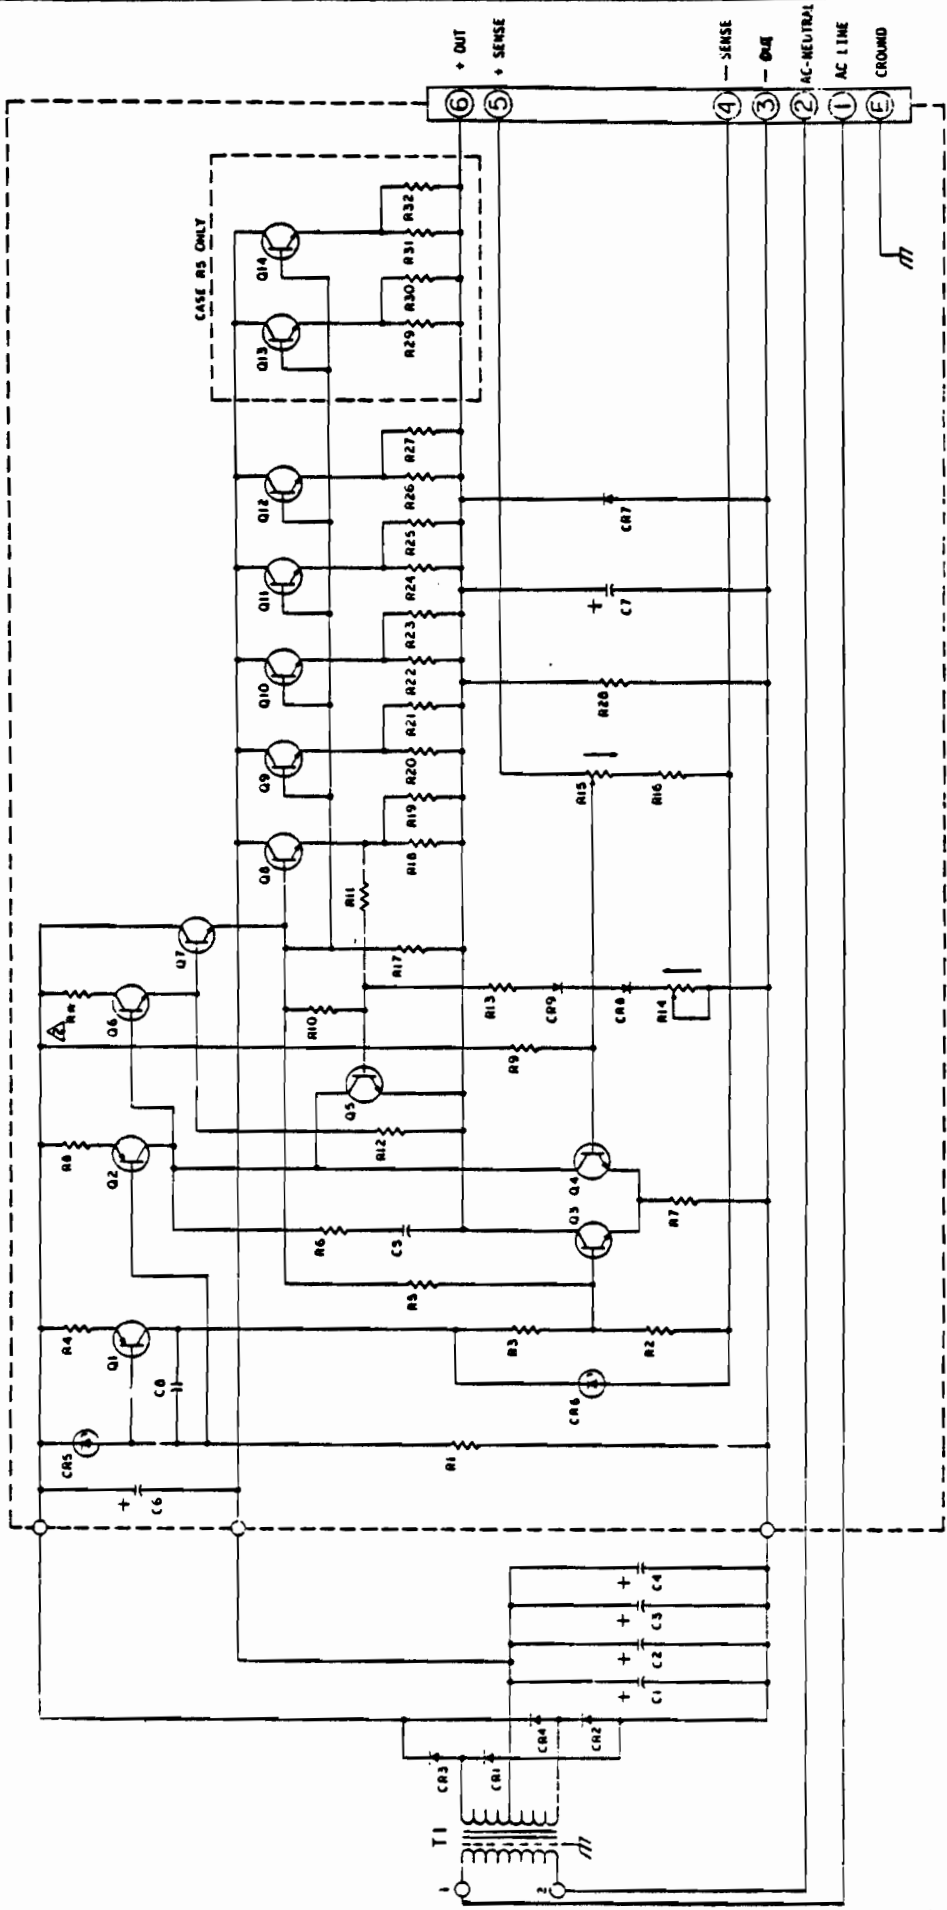 + OUT
+ SENSE
- SENSE
- OUT
AC-NEUTRAL
AC LINE
GROUND
6
5
4
3
2
1
E
CASE R5 ONLY
Q14
Q13
R32
R31
R30
R29
Q12
Q11
Q10
Q9
Q8
R27
R26
R25
R24
R23
R22
R21
R20
R19
R18
CR7
+
C7
R28
R15
R16
R11
Q7
R17
2
Q6
R10
R13
CR9
CR8
R14
R9
Q5
R12
R8
Q2
Q4
Q3
R7
R6
C5
R5
R4
Q1
C8
R3
R2
CR6
CR5
R1
+
C6
+
C4
+
C3
+
C2
+
C1
CR4
CR2
CR3
CR1
T1
1
2